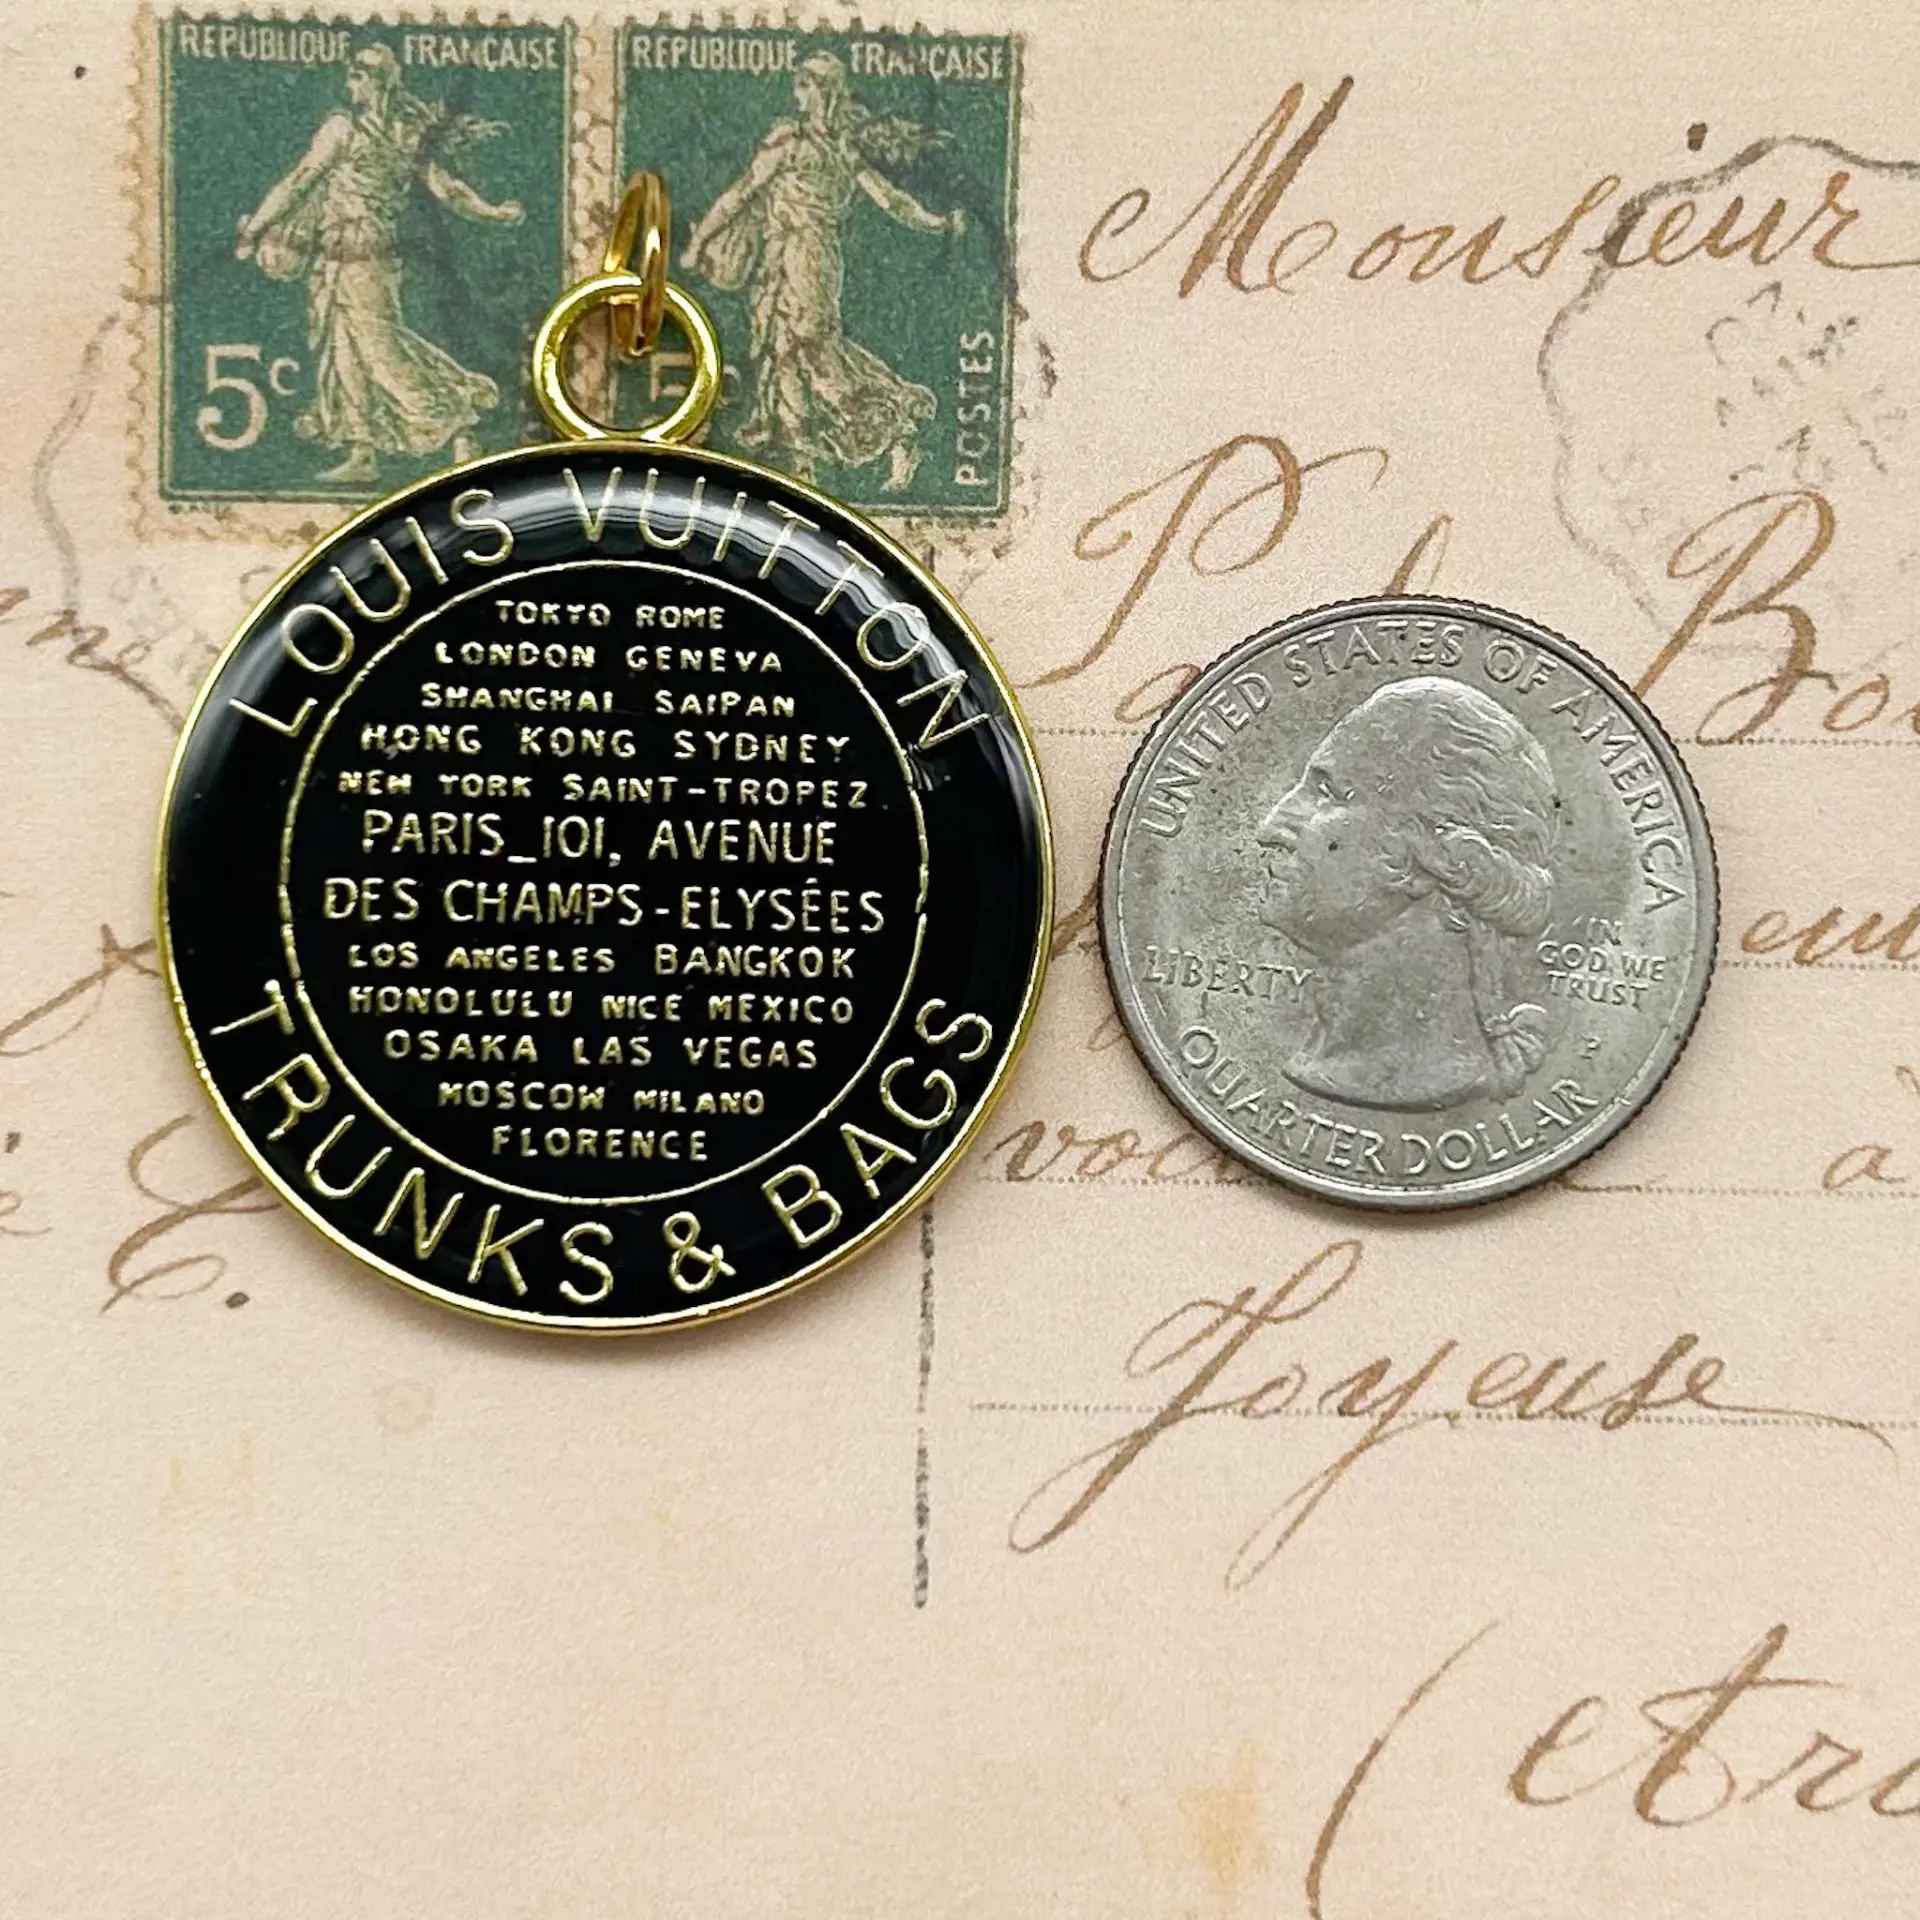 REPUBLIQUE FRANÇAISE
5c
REPUBLIQUE FRANÇAISE
POSTES
Monsieur
LOUIS VUITTON
TOKYO ROME
LONDON GENEVA
SHANGHAI SAIPAN
HONG KONG SYDNEY
NEW YORK SAINT-TROPEZ
PARIS_101, AVENUE
DES CHAMPS-ELYSÉES
LOS ANGELES BANGKOK
HONOLULU NICE MEXICO
OSAKA LAS VEGAS
MOSCOW MILANO
FLORENCE
TRUNKS & BAGS
UNITED STATES OF AMERICA
LIBERTY
IN
GOD WE
TRUST
P
QUARTER DOLLAR
à
Joyeuse